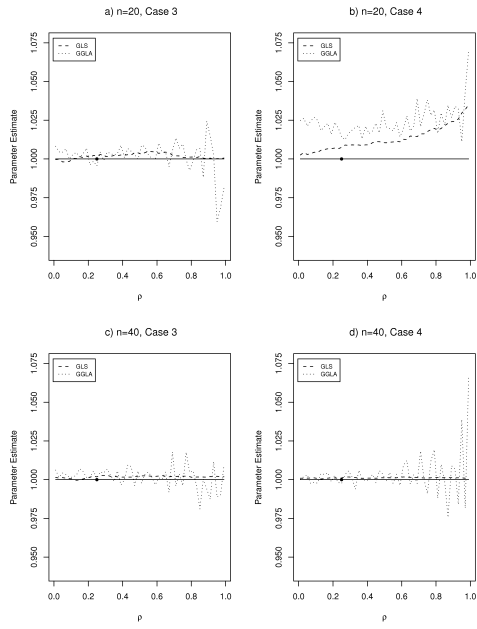 a) n=20, Case 3
GLS
GGLA
Parameter Estimate
1.075
1.050
1.025
1.000
0.975
0.950
0.0 0.2 0.4 0.6 0.8 1.0
ρ
b) n=20, Case 4
GLS
GGLA
Parameter Estimate
1.075
1.050
1.025
1.000
0.975
0.950
0.0 0.2 0.4 0.6 0.8 1.0
ρ
c) n=40, Case 3
GLS
GGLA
Parameter Estimate
1.075
1.050
1.025
1.000
0.975
0.950
0.0 0.2 0.4 0.6 0.8 1.0
ρ
d) n=40, Case 4
GLS
GGLA
Parameter Estimate
1.075
1.050
1.025
1.000
0.975
0.950
0.0 0.2 0.4 0.6 0.8 1.0
ρ